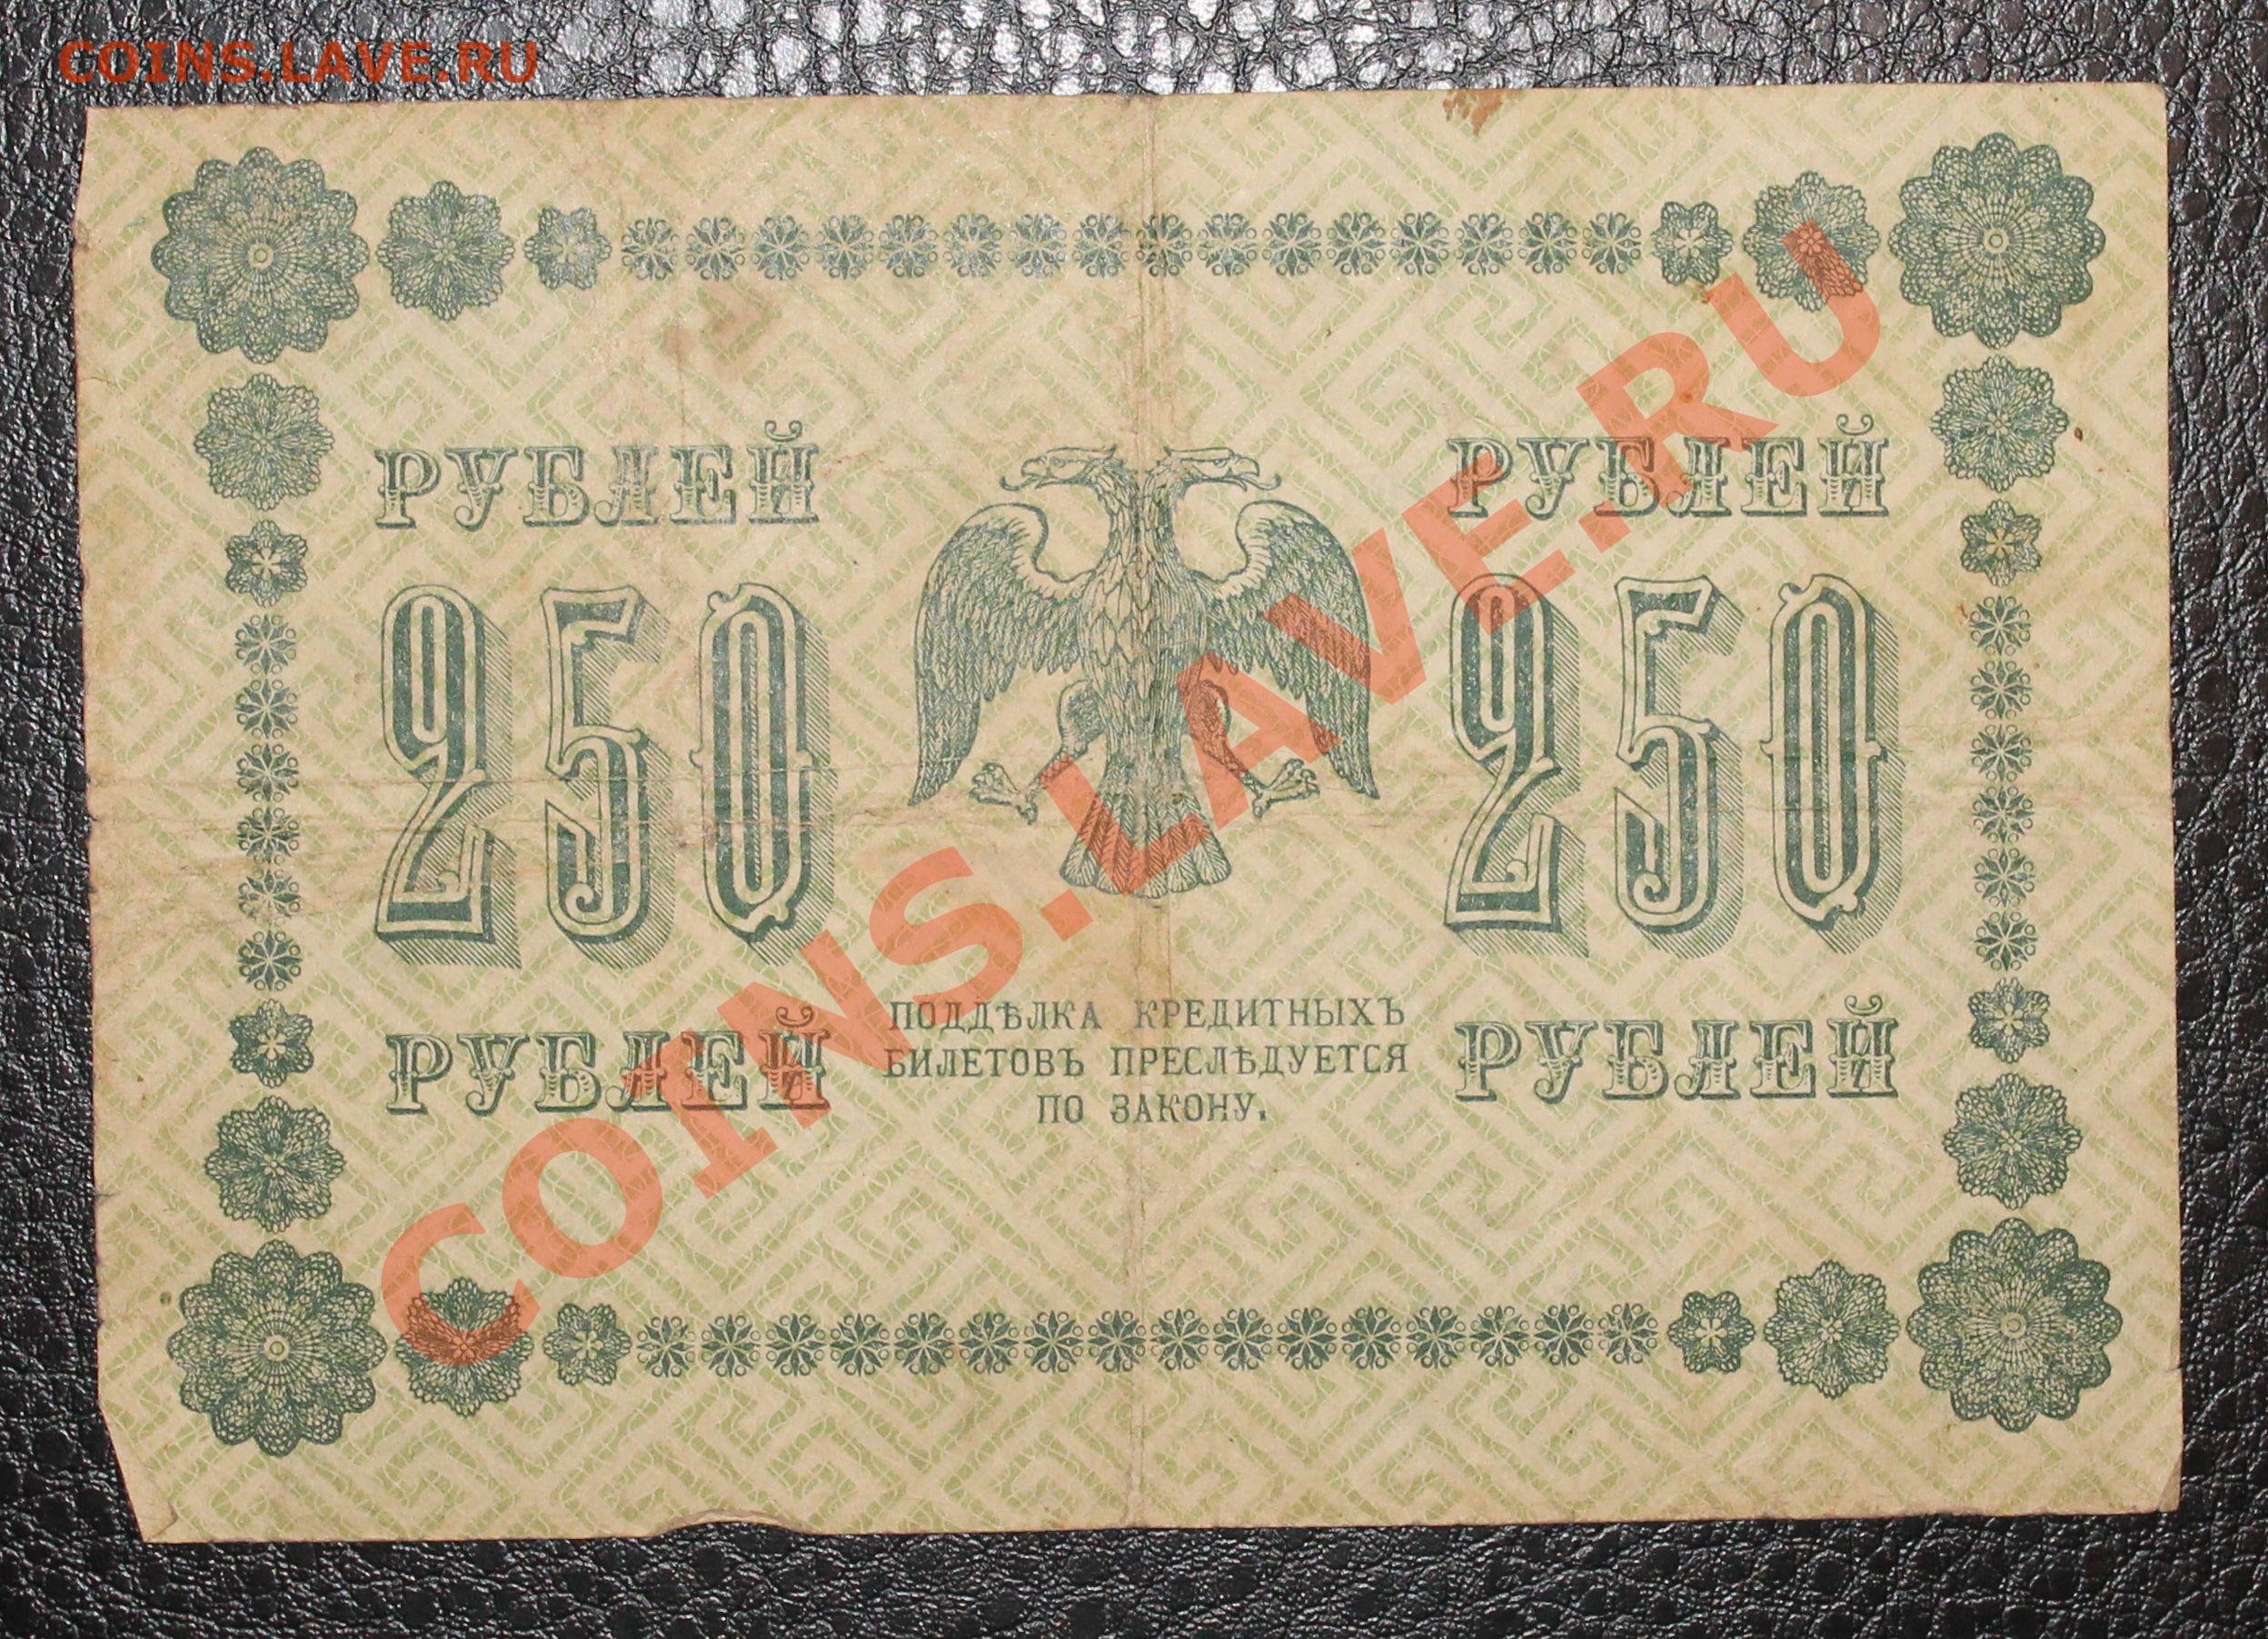 COINS.LAVE.RU
РУБЛЕЙ
РУБЛЕЙ
250
250
РУБЛЕЙ
РУБЛЕЙ
ПОДДѢЛКА КРЕДИТНЫХЪ
БИЛЕТОВЪ ПРЕСЛѢДУЕТСЯ
ПО ЗАКОНУ.
COINS.LAVE.RU